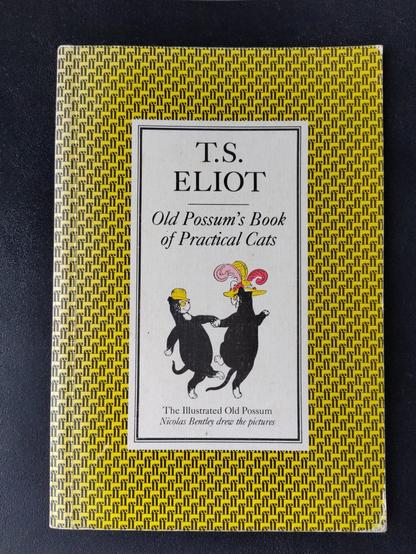 T.S.
ELIOT
Old Possum's Book
of Practical Cats
The Illustrated Old Possum
Nicolas Bentley drew the pictures